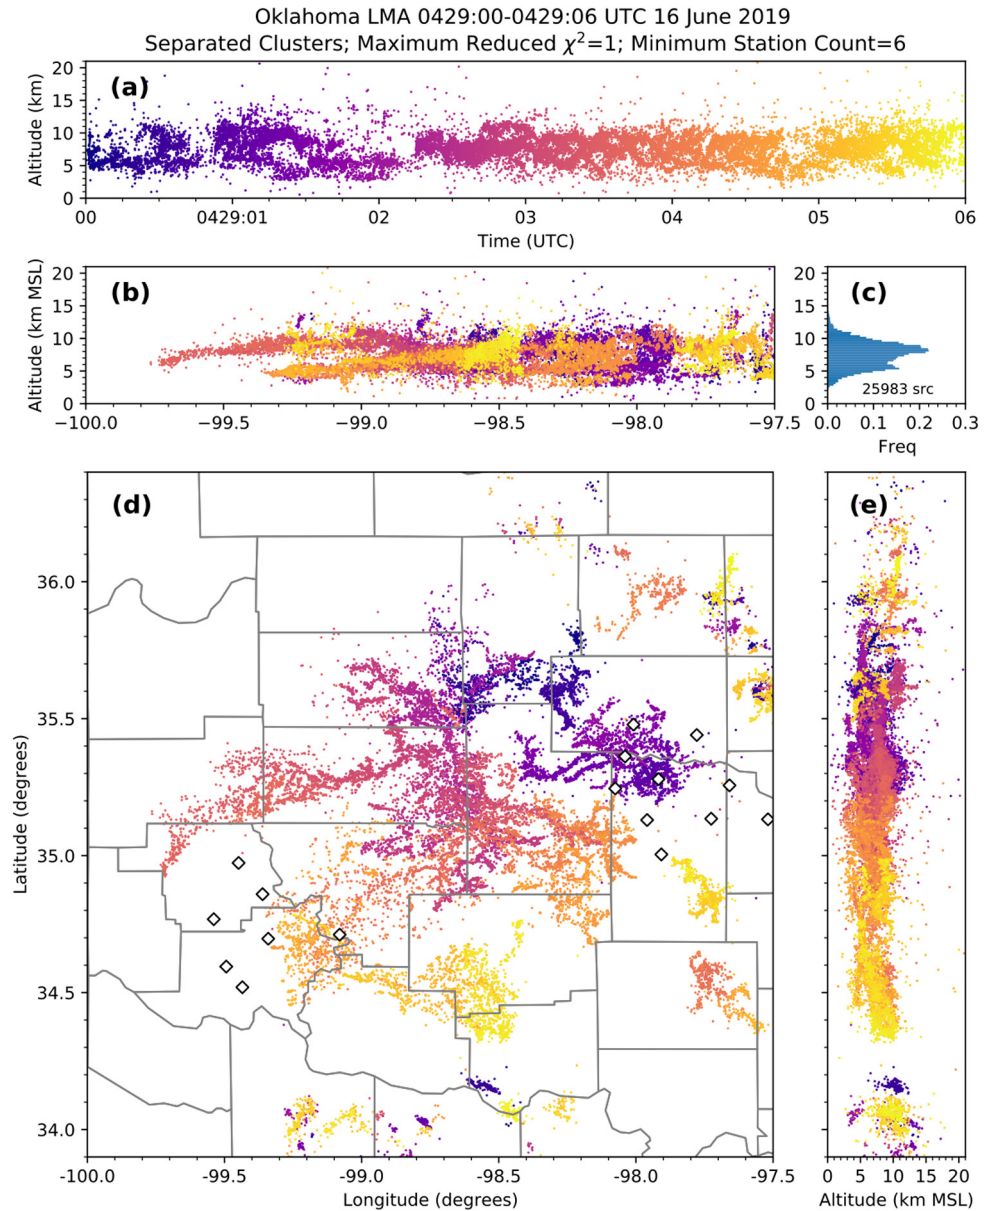 Oklahoma LMA 0429:00-0429:06 UTC 16 June 2019
Separated Clusters; Maximum Reduced χ²=1; Minimum Station Count=6
(a)
Altitude (km)
20
15
10
5
0
00
0429:01
02
03
04
05
06
Time (UTC)
(b)
Altitude (km MSL)
20
15
10
5
0
−100.0
−99.5
−99.0
−98.5
−98.0
−97.5
(c)
25983 src
0.0
0.1
0.2
0.3
Freq
(d)
Latitude (degrees)
36.0
35.5
35.0
34.5
34.0
-100.0
-99.5
-99.0
-98.5
-98.0
-97.5
Longitude (degrees)
(e)
0
5
10
15
20
Altitude (km MSL)